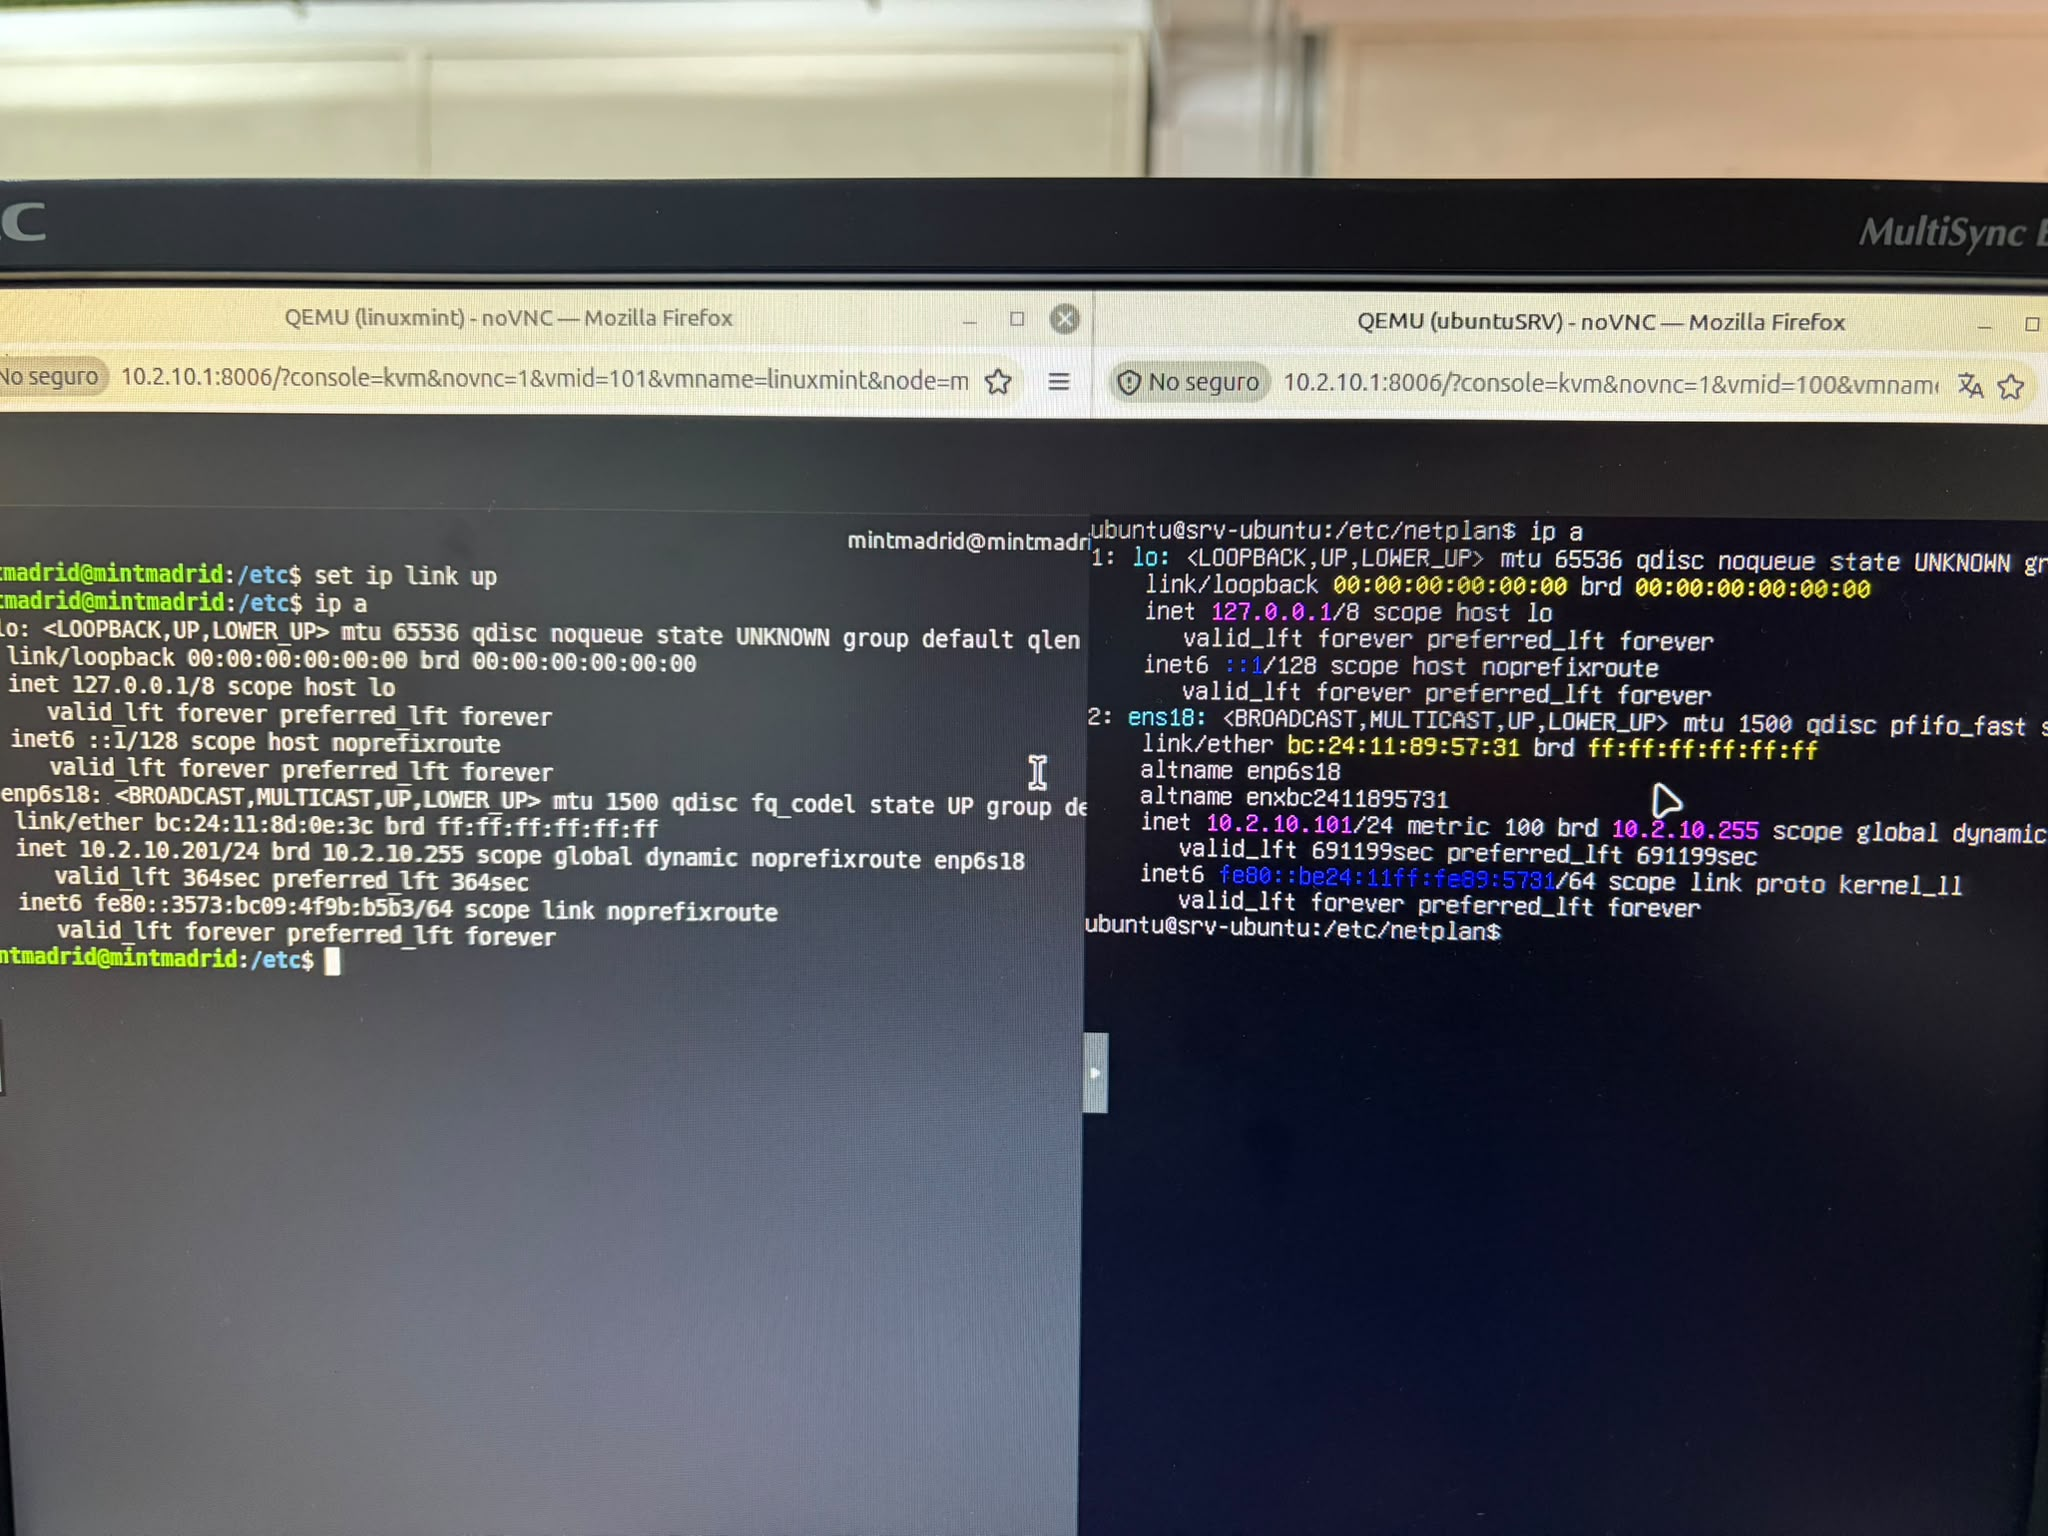 C
MultiSync
QEMU (linuxmint) - noVNC — Mozilla Firefox
No seguro 10.2.10.1:8006/?console=kvm&novnc=1&vmid=101&vmname=linuxmint&node=m
mintmadrid@mintmadri
madrid@mintmadrid:/etc$ set ip link up
madrid@mintmadrid:/etc$ ip a
lo: <LOOPBACK,UP,LOWER_UP> mtu 65536 qdisc noqueue state UNKNOWN group default qlen
link/loopback 00:00:00:00:00:00 brd 00:00:00:00:00:00
inet 127.0.0.1/8 scope host lo
valid_lft forever preferred_lft forever
inet6 ::1/128 scope host noprefixroute
valid_lft forever preferred_lft forever
enp6s18: <BROADCAST,MULTICAST,UP,LOWER_UP> mtu 1500 qdisc fq_codel state UP group de
link/ether bc:24:11:8d:0e:3c brd ff:ff:ff:ff:ff:ff
inet 10.2.10.201/24 brd 10.2.10.255 scope global dynamic noprefixroute enp6s18
valid_lft 364sec preferred_lft 364sec
inet6 fe80::3573:bc09:4f9b:b5b3/64 scope link noprefixroute
valid_lft forever preferred_lft forever
ntmadrid@mintmadrid:/etc$
QEMU (ubuntuSRV) - noVNC — Mozilla Firefox
No seguro 10.2.10.1:8006/?console=kvm&novnc=1&vmid=100&vmname
ubuntu@srv-ubuntu:/etc/netplan$ ip a
1: lo: <LOOPBACK,UP,LOWER_UP> mtu 65536 qdisc noqueue state UNKNOWN gr
link/loopback 00:00:00:00:00:00 brd 00:00:00:00:00:00
inet 127.0.0.1/8 scope host lo
valid_lft forever preferred_lft forever
inet6 ::1/128 scope host noprefixroute
valid_lft forever preferred_lft forever
2: ens18: <BROADCAST,MULTICAST,UP,LOWER_UP> mtu 1500 qdisc pfifo_fast s
link/ether bc:24:11:89:57:31 brd ff:ff:ff:ff:ff:ff
altname enp6s18
altname enxbc2411895731
inet 10.2.10.101/24 metric 100 brd 10.2.10.255 scope global dynamic
valid_lft 691199sec preferred_lft 691199sec
inet6 fe80::be24:11ff:fe89:5731/64 scope link proto kernel_ll
valid_lft forever preferred_lft forever
ubuntu@srv-ubuntu:/etc/netplan$